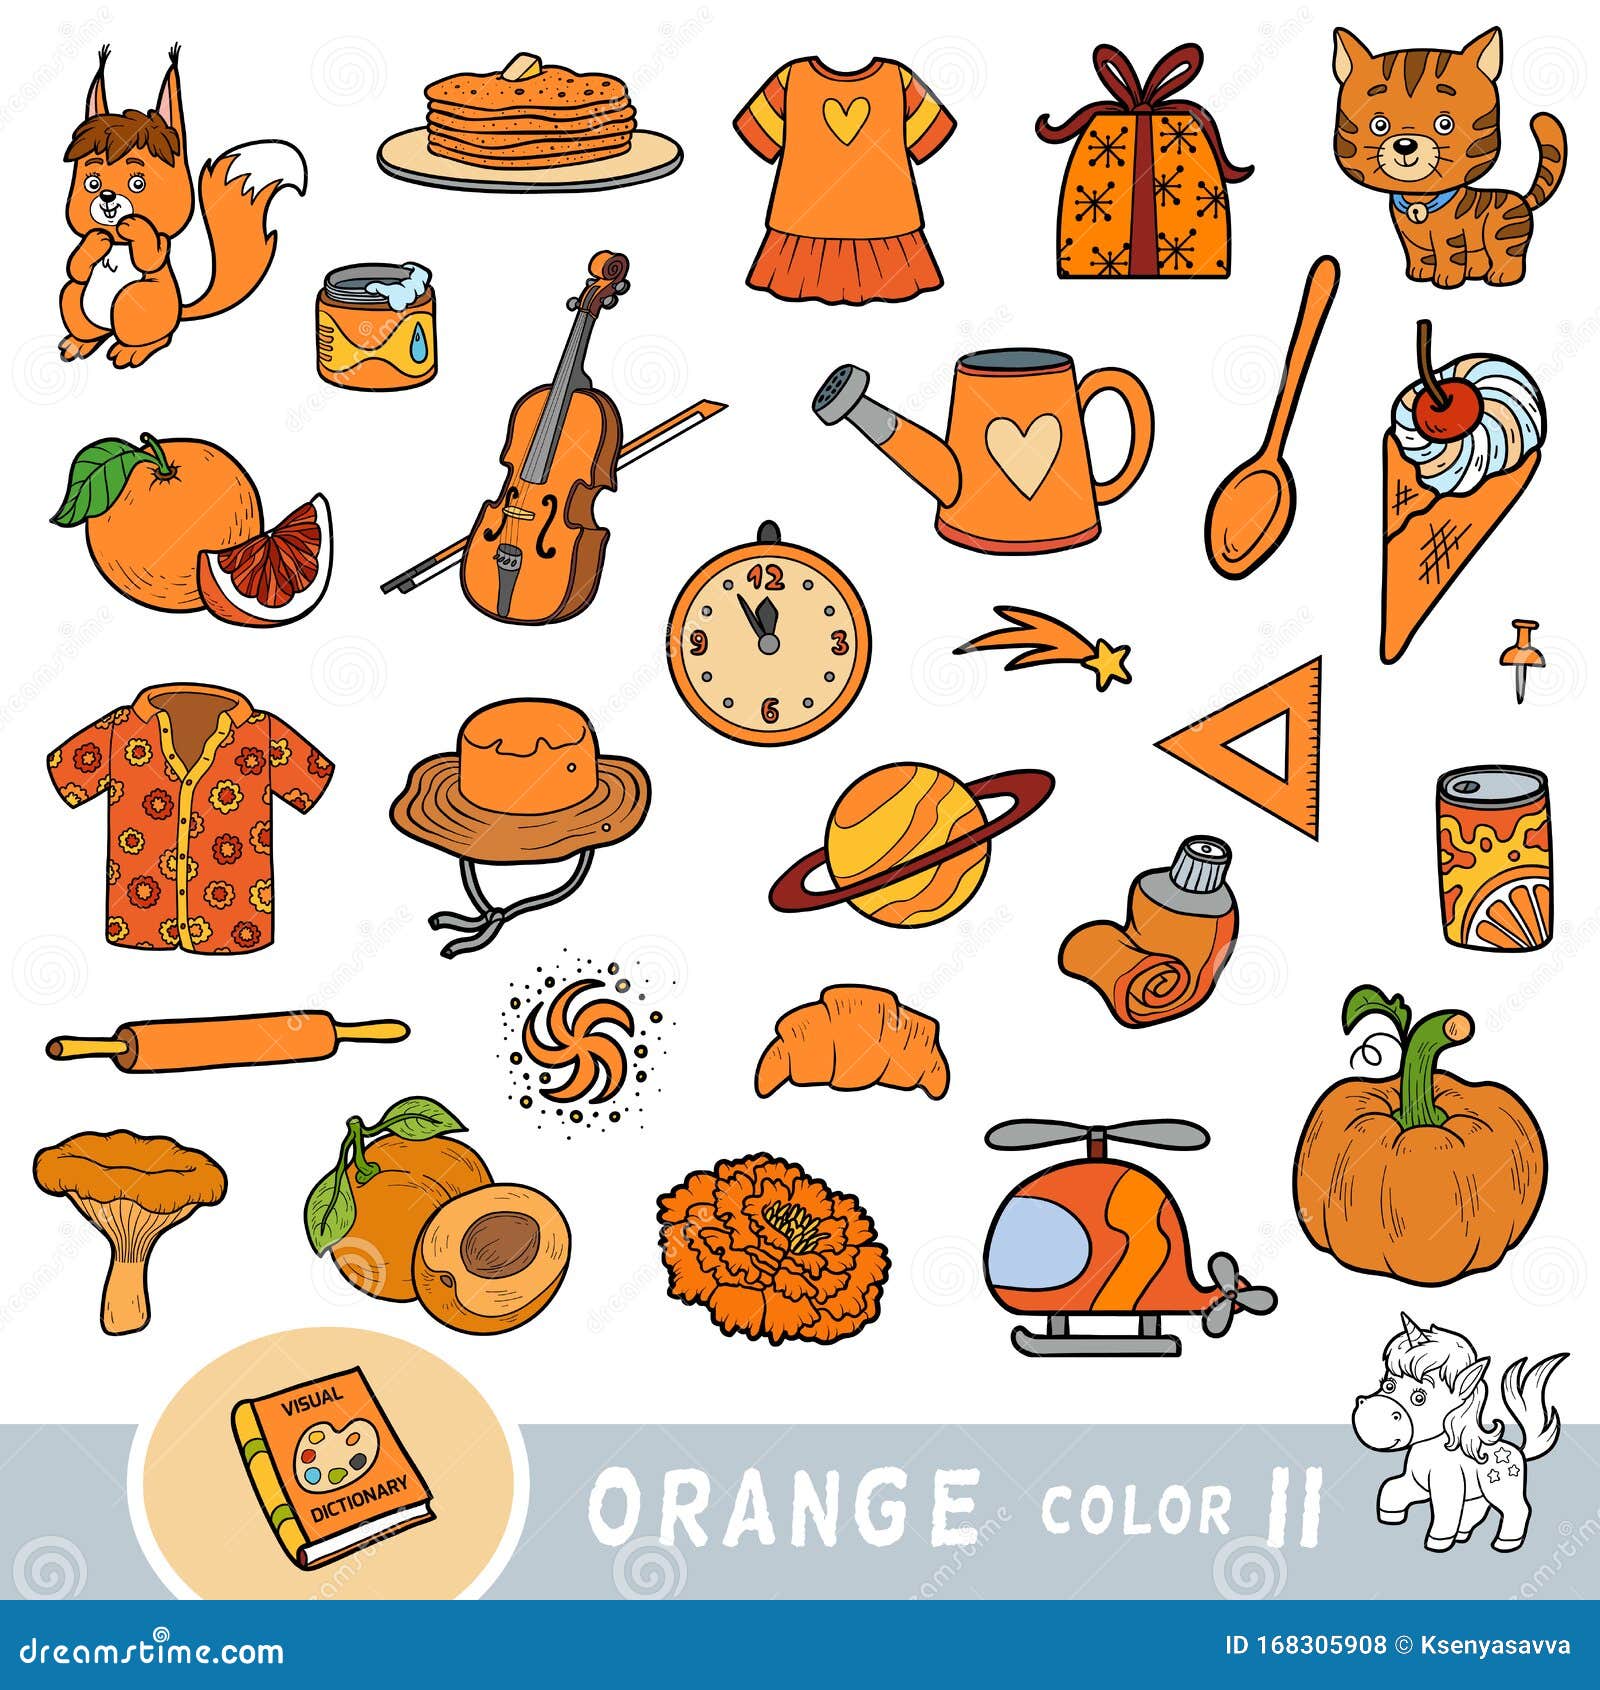 12
9
3
6
VISUAL
DICTIONARY
ORANGE COLOR II
dreamstime.com
ID 168305908 © Ksenyasavva